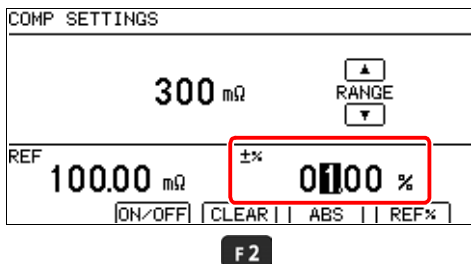 COMP SETTINGS
300 mΩ
▲
RANGE
▼
REF 100.00 mΩ ±% 01.00 %
ON/OFF CLEAR ABS REF%
F2